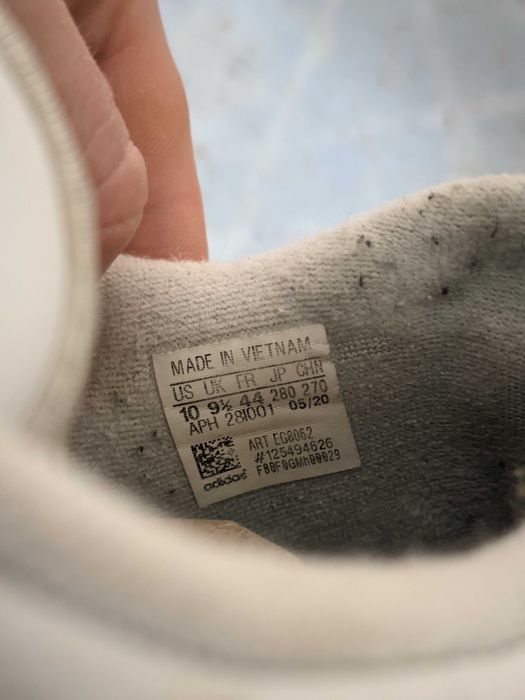 MADE IN VIETNAM
US UK FR JP CHN
10 9½ 44 280 270
APH 28I001 05/20
ART EG8062
#125494626
adidas